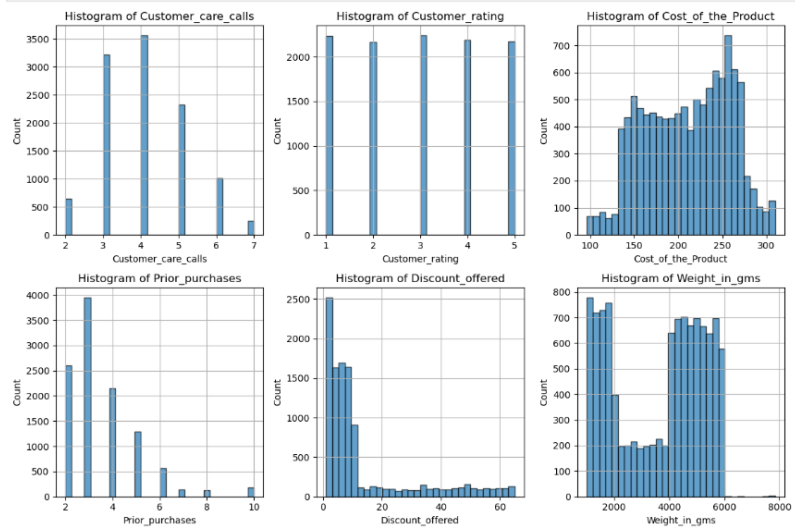 Histogram of Customer_care_calls
3500
3000
2500
2000
1500
1000
500
0
Count
2 3 4 5 6 7
Customer_care_calls
Histogram of Customer_rating
2000
1500
1000
500
0
Count
1 2 3 4 5
Customer_rating
Histogram of Cost_of_the_Product
700
600
500
400
300
200
100
0
Count
100 150 200 250 300
Cost_of_the_Product
Histogram of Prior_purchases
4000
3500
3000
2500
2000
1500
1000
500
0
Count
2 4 6 8 10
Prior_purchases
Histogram of Discount_offered
2500
2000
1500
1000
500
0
Count
0 20 40 60
Discount_offered
Histogram of Weight_in_gms
800
700
600
500
400
300
200
100
0
Count
2000 4000 6000 8000
Weight_in_gms